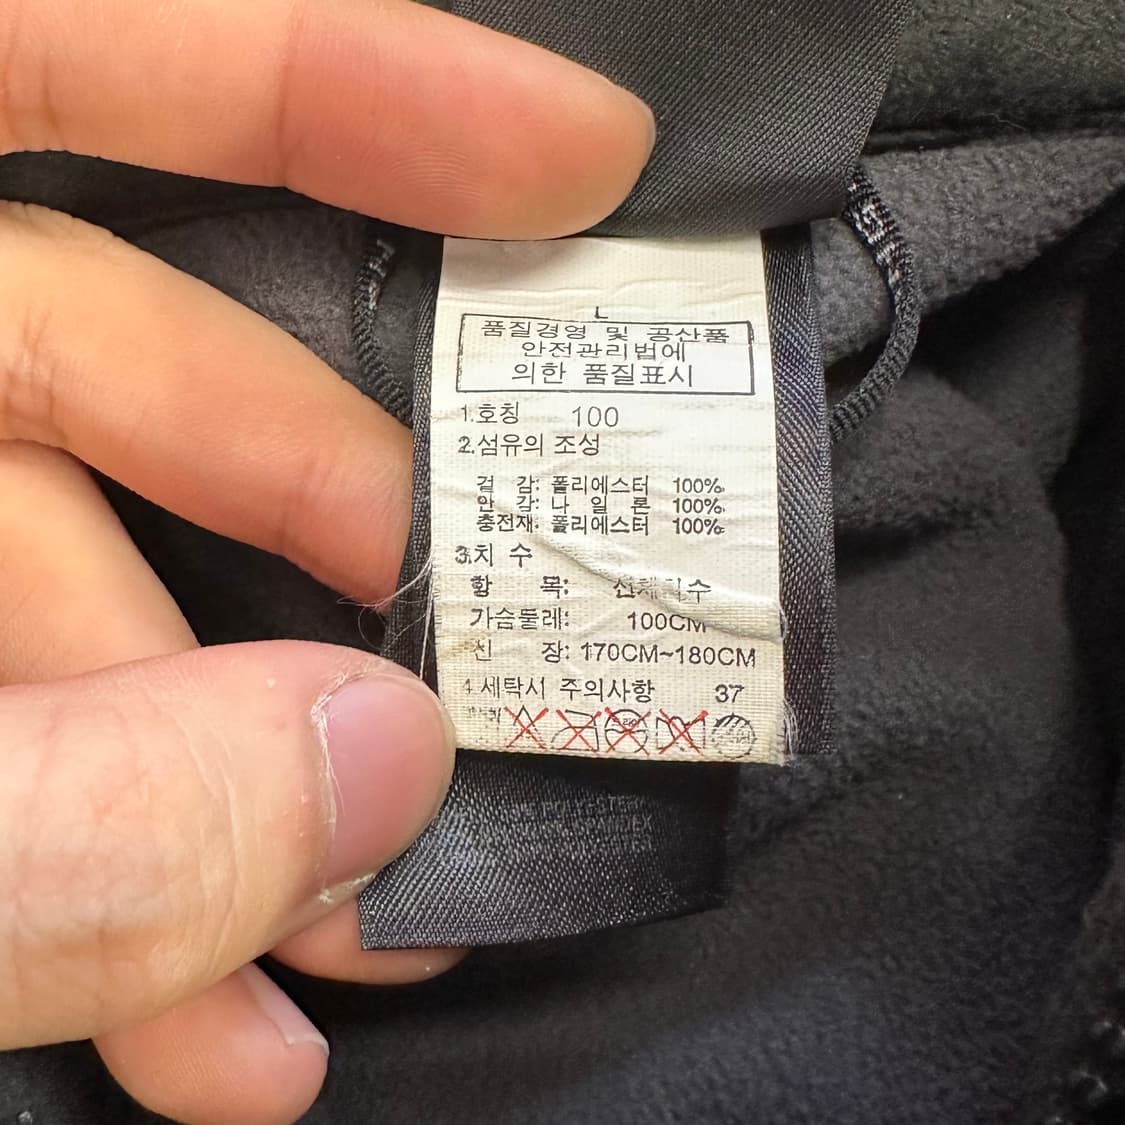 L
품질경영 및 공산품
안전관리법에
의한 품질표시
1.호칭 100
2.섬유의 조성
겉 감: 폴리에스터 100%
안 감: 나 일 론 100%
충전재: 폴리에스터 100%
3.치 수
항 목: 신체치수
가슴둘레: 100CM
신 장: 170CM~180CM
4.세탁시 주의사항 37
POLYESTER